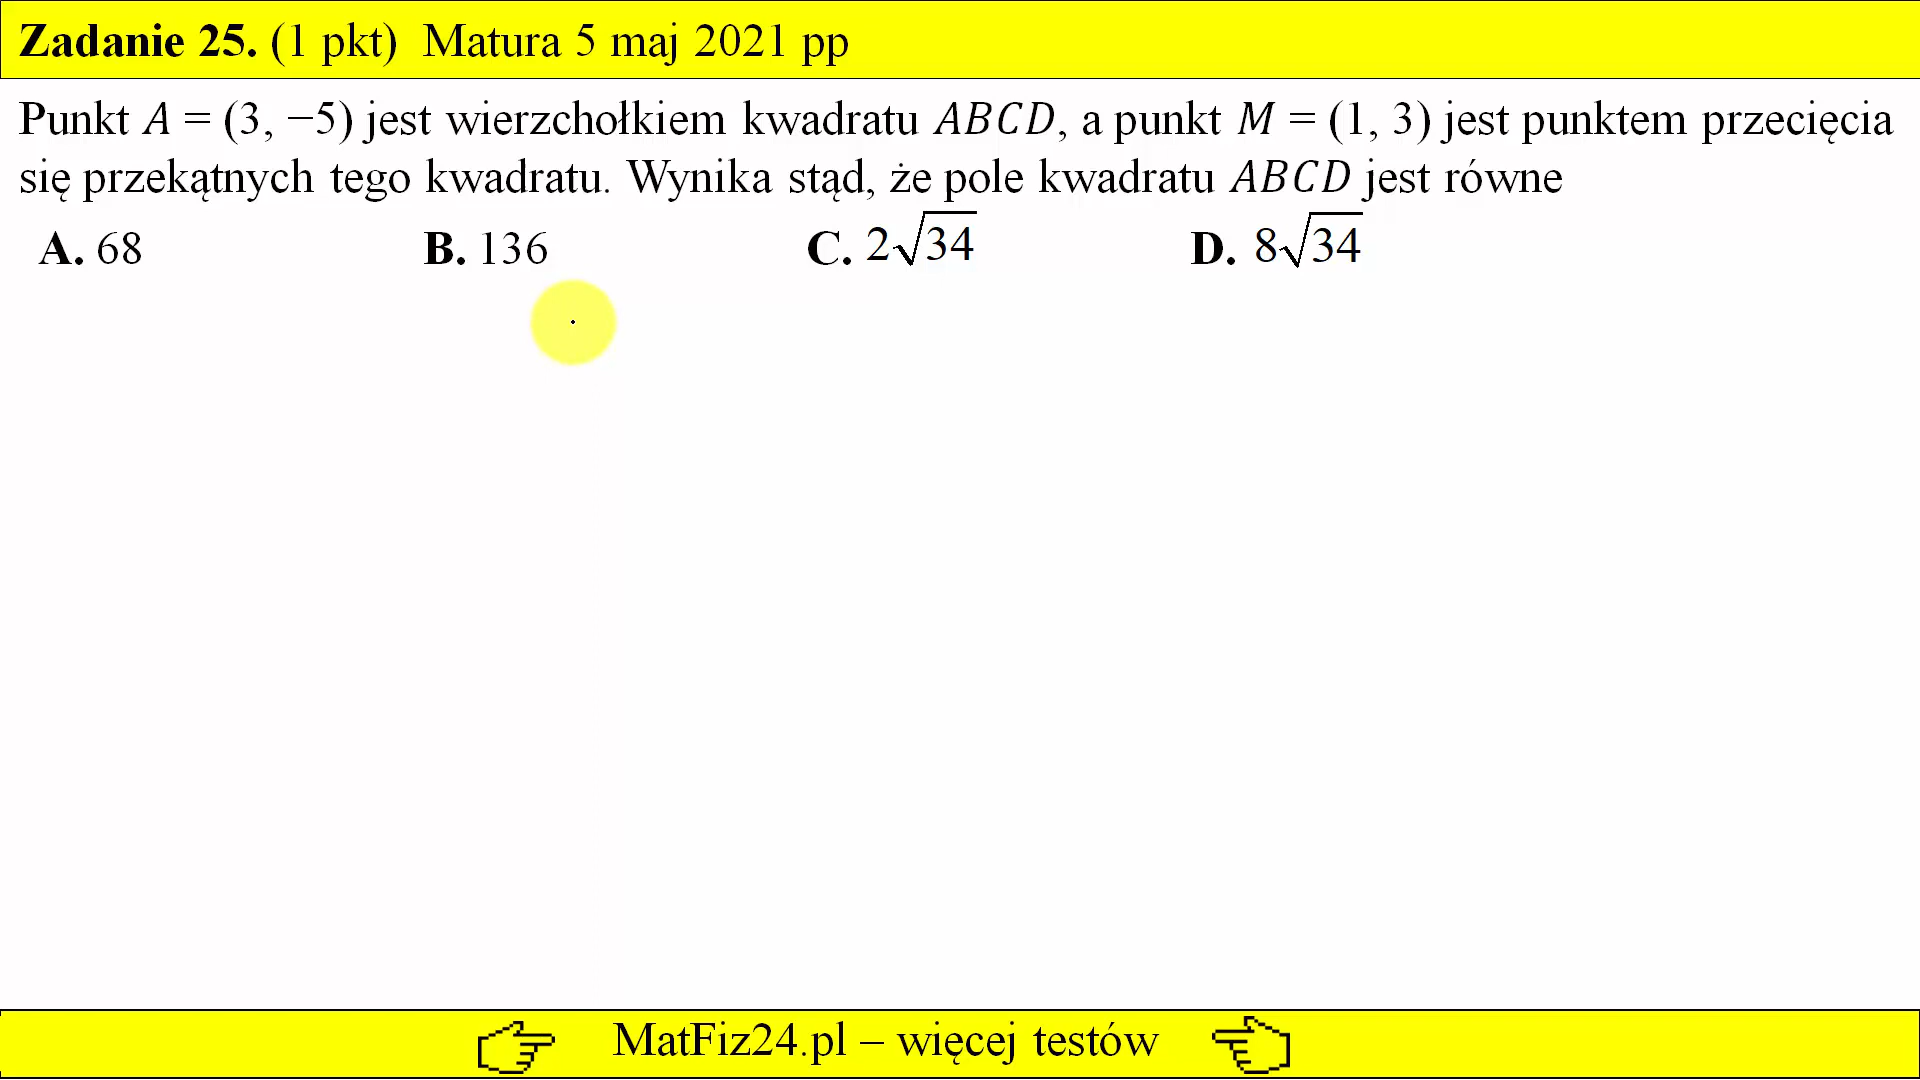 Zadanie 25. (1 pkt) Matura 5 maj 2021 pp
Punkt A = (3, −5) jest wierzchołkiem kwadratu ABCD, a punkt M = (1, 3) jest punktem przecięcia
się przekątnych tego kwadratu. Wynika stąd, że pole kwadratu ABCD jest równe
A. 68 B. 136 C. 2√34 D. 8√34
MatFiz24.pl – więcej testów